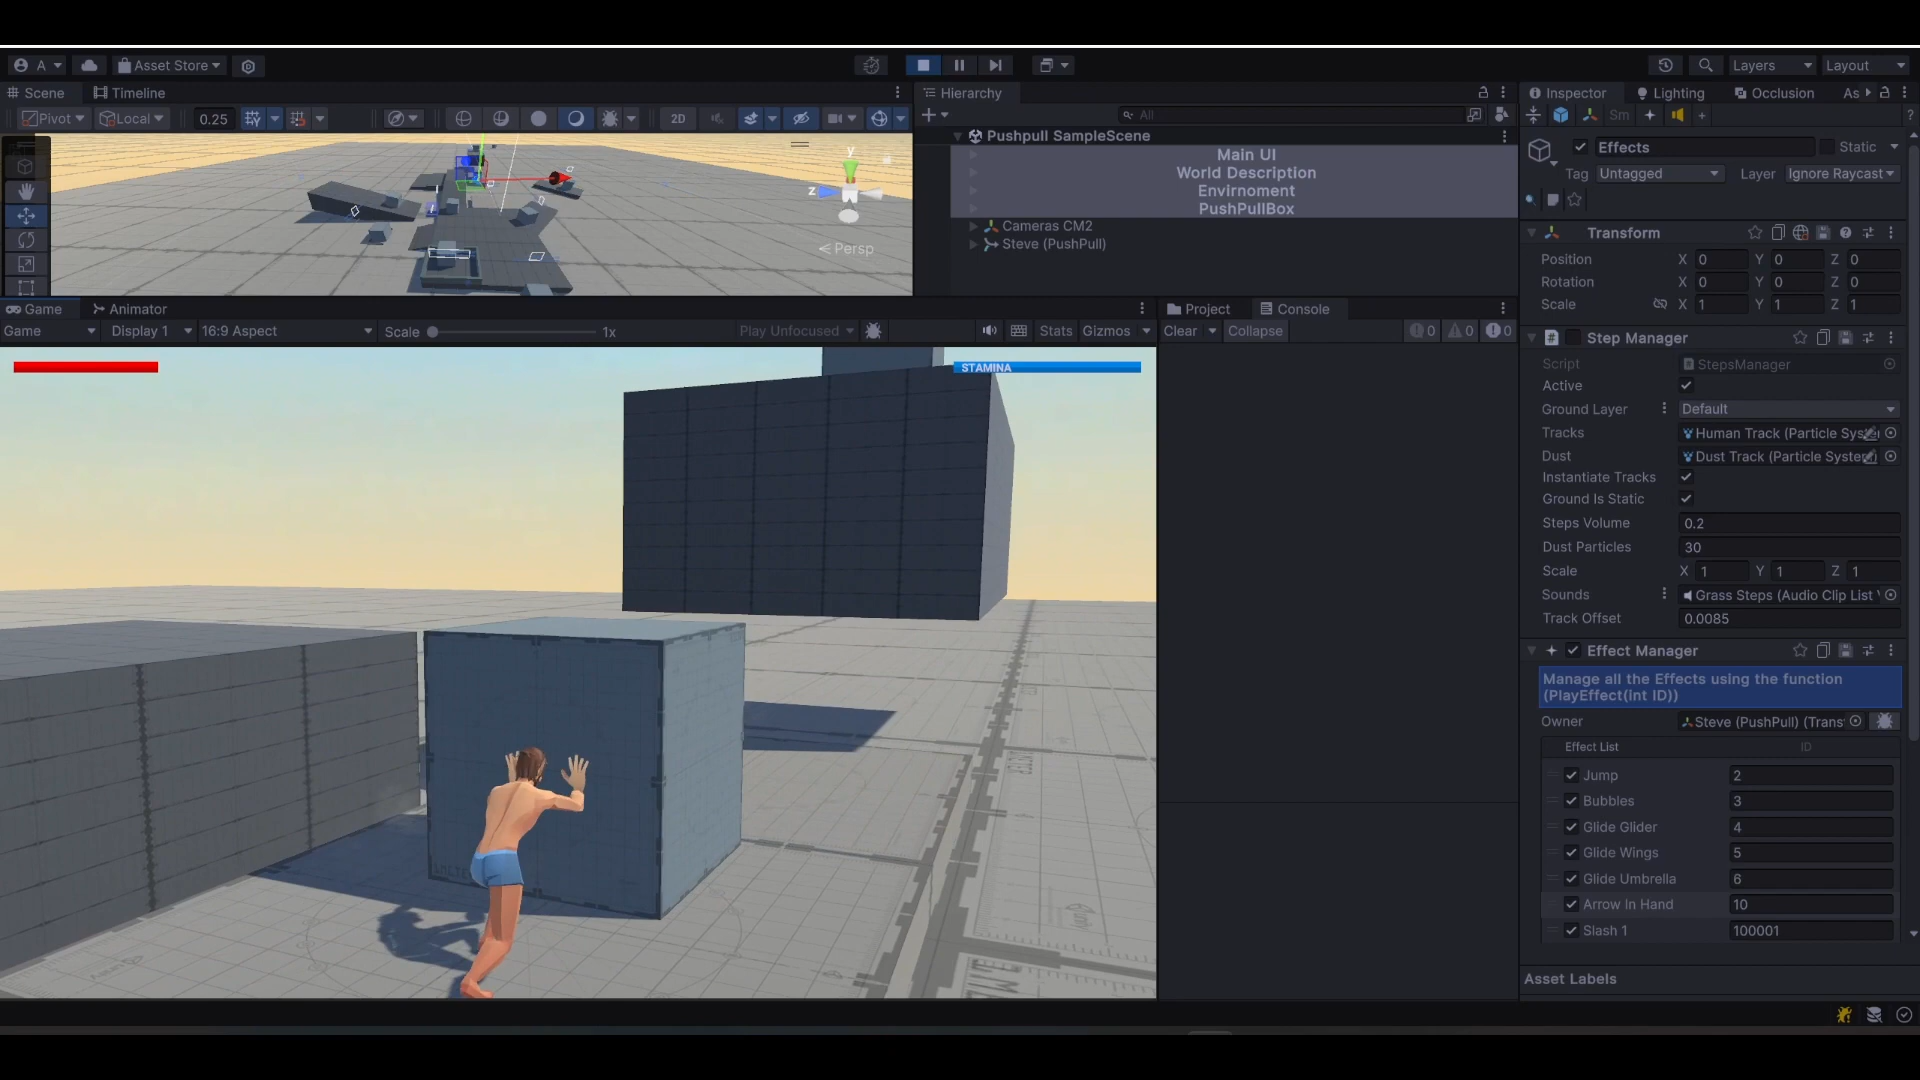 A
Asset Store
Layers
Layout
Scene
Timeline
Hierarchy
Inspector
Lighting
Occlusion
As
Pivot
Local
0.25
2D
All
Sm
Pushpull SampleScene
Main UI
World Description
Envirnoment
PushPullBox
Cameras CM2
Steve (PushPull)
y
z
Persp
Effects
Static
Tag
Untagged
Layer
Ignore Raycast
Transform
Position
X 0 Y 0 Z 0
Rotation
X 0 Y 0 Z 0
Scale
X 1 Y 1 Z 1
Game
Animator
Project
Console
Game
Display 1
16:9 Aspect
Scale
1x
Play Unfocused
Stats
Gizmos
Clear
Collapse
0
0
0
STAMINA
Step Manager
Script
StepsManager
Active
Ground Layer
Default
Tracks
Human Track (Particle Syste
Dust
Dust Track (Particle System)
Instantiate Tracks
Ground Is Static
Steps Volume
0.2
Dust Particles
30
Scale
X 1 Y 1 Z 1
Sounds
Grass Steps (Audio Clip List
Track Offset
0.0085
Effect Manager
Manage all the Effects using the function
(PlayEffect(int ID))
Owner
Steve (PushPull) (Trans
Effect List
ID
Jump
2
Bubbles
3
Glide Glider
4
Glide Wings
5
Glide Umbrella
6
Arrow In Hand
10
Slash 1
100001
Asset Labels